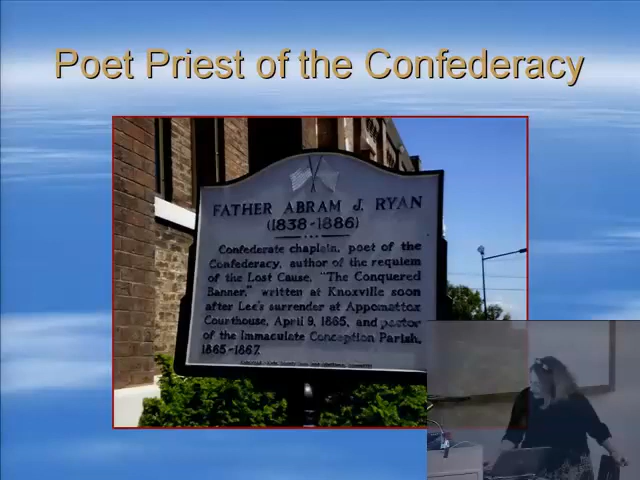 Poet Priest of the Confederacy
FATHER ABRAM J. RYAN
(1838-1886)
Confederate chaplain, poet of the
Confederacy, author of the requiem
of the Lost Cause, "The Conquered
Banner," written at Knoxville soon
after Lee's surrender at Appomattox
Courthouse, April 9, 1865, and pastor
of the Immaculate Conception Parish,
1865-1867.